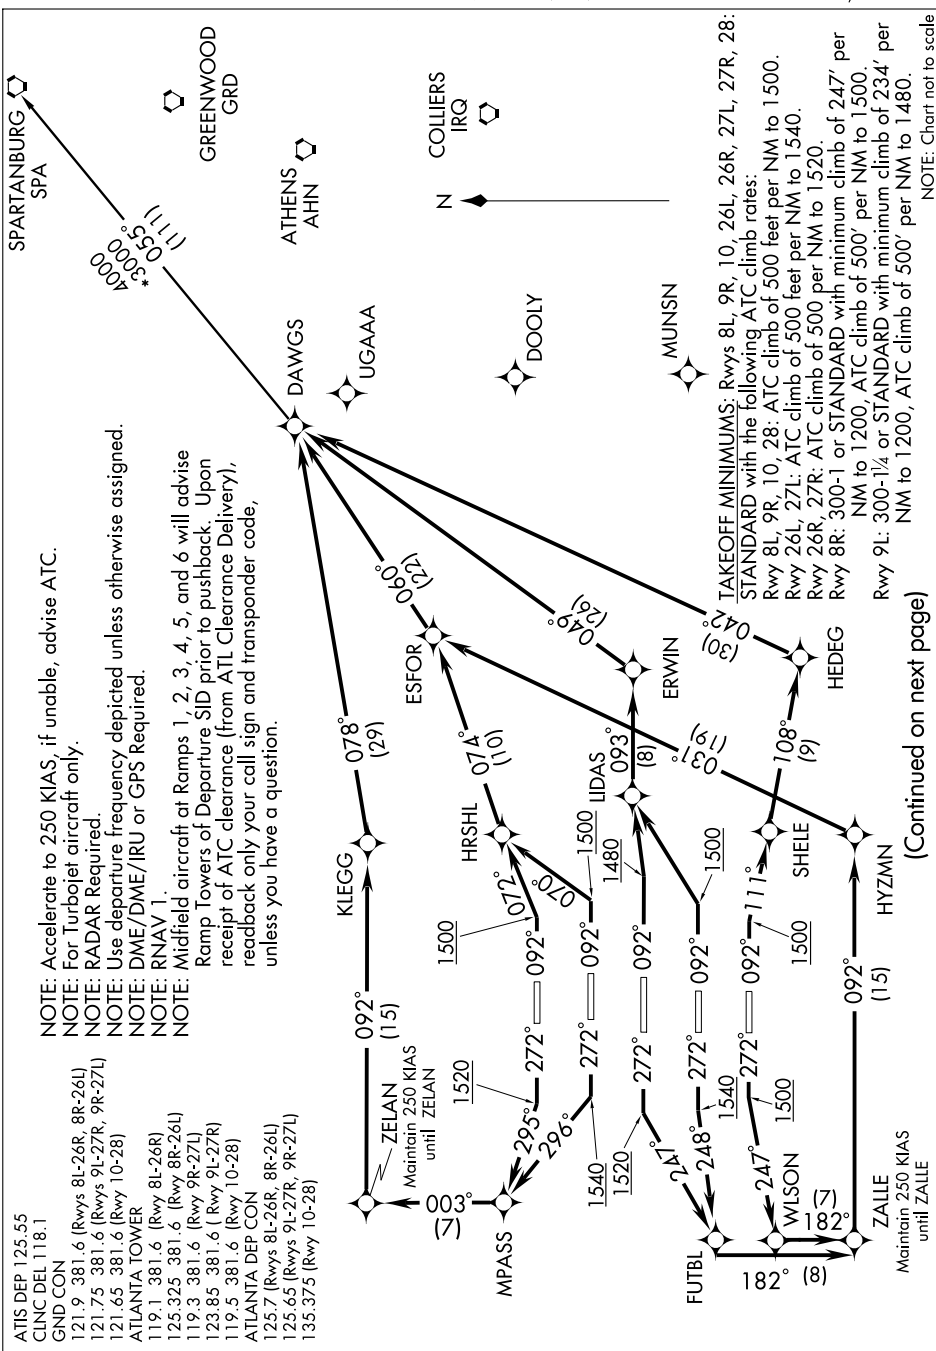 ATIS DEP 125.55
CLNC DEL 118.1
GND CON
121.9 381.6 (Rwys 8L-26R, 8R-26L)
121.75 381.6 (Rwys 9L-27R, 9R-27L)
121.65 381.6 (Rwy 10-28)
ATLANTA TOWER
119.1 381.6 (Rwy 8L-26R)
125.325 381.6 (Rwy 8R-26L)
119.3 381.6 (Rwy 9R-27L)
123.85 381.6 ( Rwy 9L-27R)
119.5 381.6 (Rwy 10-28)
ATLANTA DEP CON
125.7 (Rwys 8L-26R, 8R-26L)
125.65 (Rwys 9L-27R, 9R-27L)
135.375 (Rwy 10-28)
NOTE: Accelerate to 250 KIAS, if unable, advise ATC.
NOTE: For Turbojet aircraft only.
NOTE: RADAR Required.
NOTE: Use departure frequency depicted unless otherwise assigned.
NOTE: DME/DME/IRU or GPS Required.
NOTE: RNAV 1.
NOTE: Midfield aircraft at Ramps 1, 2, 3, 4, 5, and 6 will advise
Ramp Towers of Departure SID prior to pushback. Upon
receipt of ATC clearance (from ATL Clearance Delivery),
readback only your call sign and transponder code,
unless you have a question.
SPARTANBURG
SPA
4000
*3000
055°
(111)
GREENWOOD
GRD
ATHENS
AHN
COLLIERS
IRQ
N
DAWGS
UGAAA
DOOLY
MUNSN
ZELAN
Maintain 250 KIAS
until ZELAN
092°
(15)
KLEGG
078°
(29)
003°
(7)
MPASS
295°
1520
272°
092°
1500
072°
HRSHL
074°
(10)
ESFOR
060°
(22)
296°
1540
272°
092°
1500
070°
1520
247°
272°
092°
1480
LIDAS
093°
(8)
ERWIN
049°
(26)
FUTBL
248°
1540
272°
092°
1500
031°
(19)
WLSON
247°
1500
272°
092°
1500
111°
SHELE
108°
(9)
HEDEG
042°
(30)
182° (8)
(7)
182°
ZALLE
Maintain 250 KIAS
until ZALLE
092°
(15)
HYZMN
TAKEOFF MINIMUMS: Rwys 8L, 9R, 10, 26L, 26R, 27L, 27R, 28:
STANDARD with the following ATC climb rates:
Rwy 8L, 9R, 10, 28: ATC climb of 500 feet per NM to 1500.
Rwy 26L, 27L: ATC climb of 500 feet per NM to 1540.
Rwy 26R, 27R: ATC climb of 500 per NM to 1520.
Rwy 8R: 300-1 or STANDARD with minimum climb of 247' per
NM to 1200, ATC climb of 500' per NM to 1500.
Rwy 9L: 300-1¼ or STANDARD with minimum climb of 234' per
NM to 1200, ATC climb of 500' per NM to 1480.
NOTE: Chart not to scale
(Continued on next page)